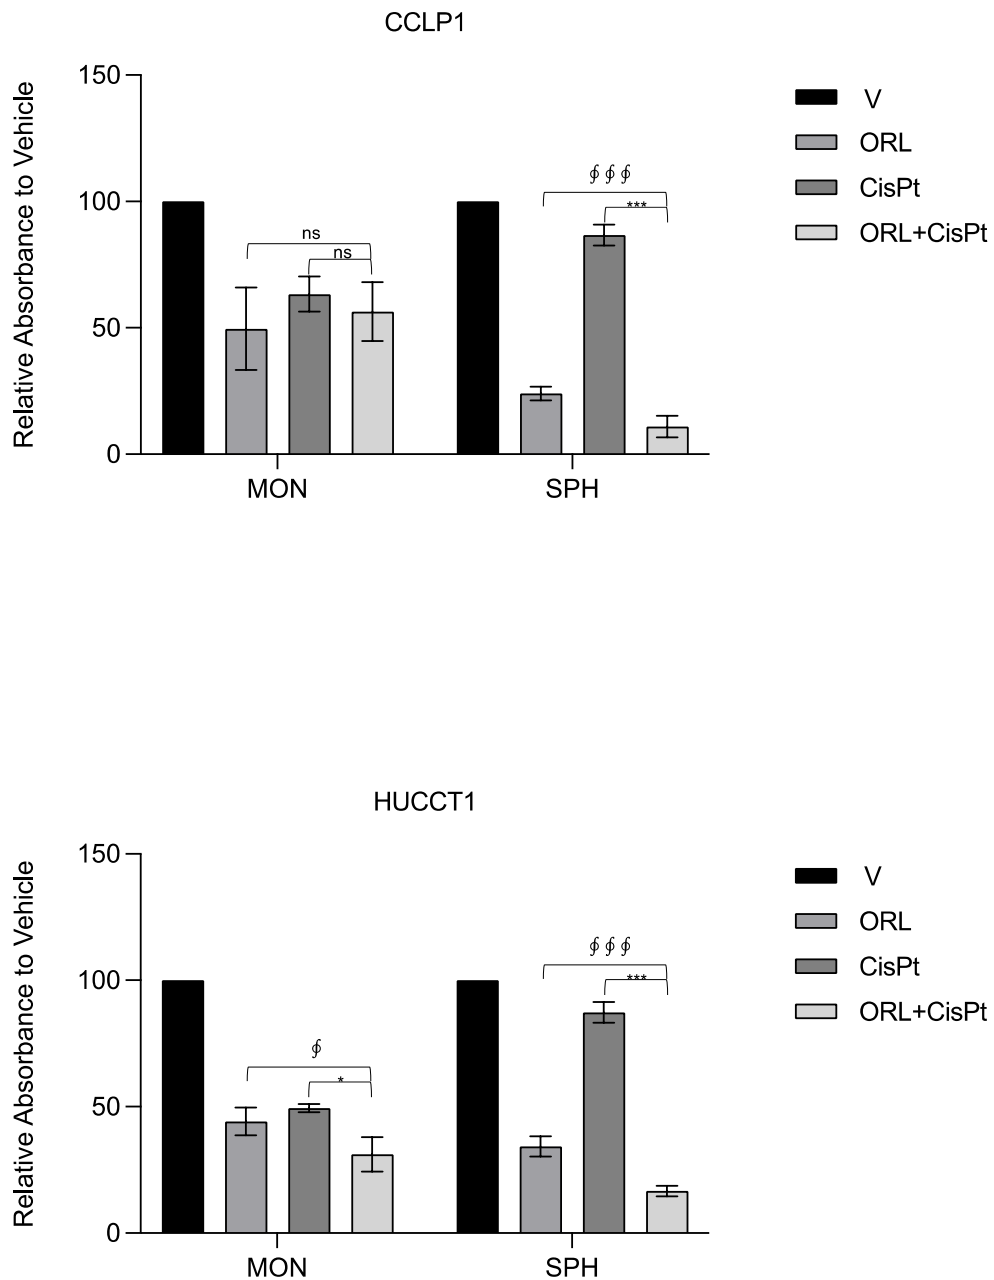 CCLP1
Relative Absorbance to Vehicle
150
100
50
0
ns
ns
∮∮∮
***
MON
SPH
V
ORL
CisPt
ORL+CisPt
HUCCT1
Relative Absorbance to Vehicle
150
100
50
0
∮
*
∮∮∮
***
MON
SPH
V
ORL
CisPt
ORL+CisPt